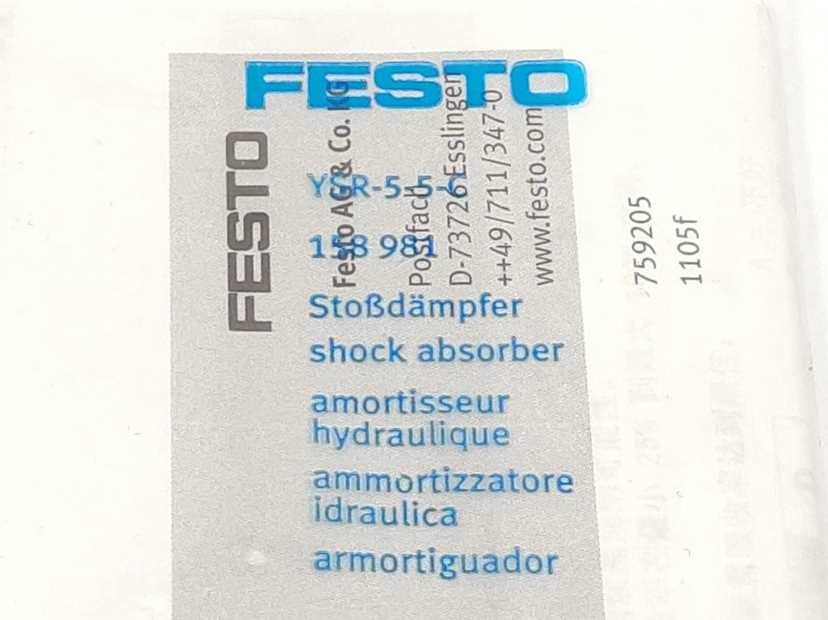 FESTO
YSR-5-5-C
158 981
Stoßdämpfer
shock absorber
amortisseur
hydraulique
ammortizzatore
idraulica
armortiguador
FESTO
Festo AG & Co. KG
Postfach
D-73726 Esslingen
++49/711/347-0
www.festo.com
759205
1105f